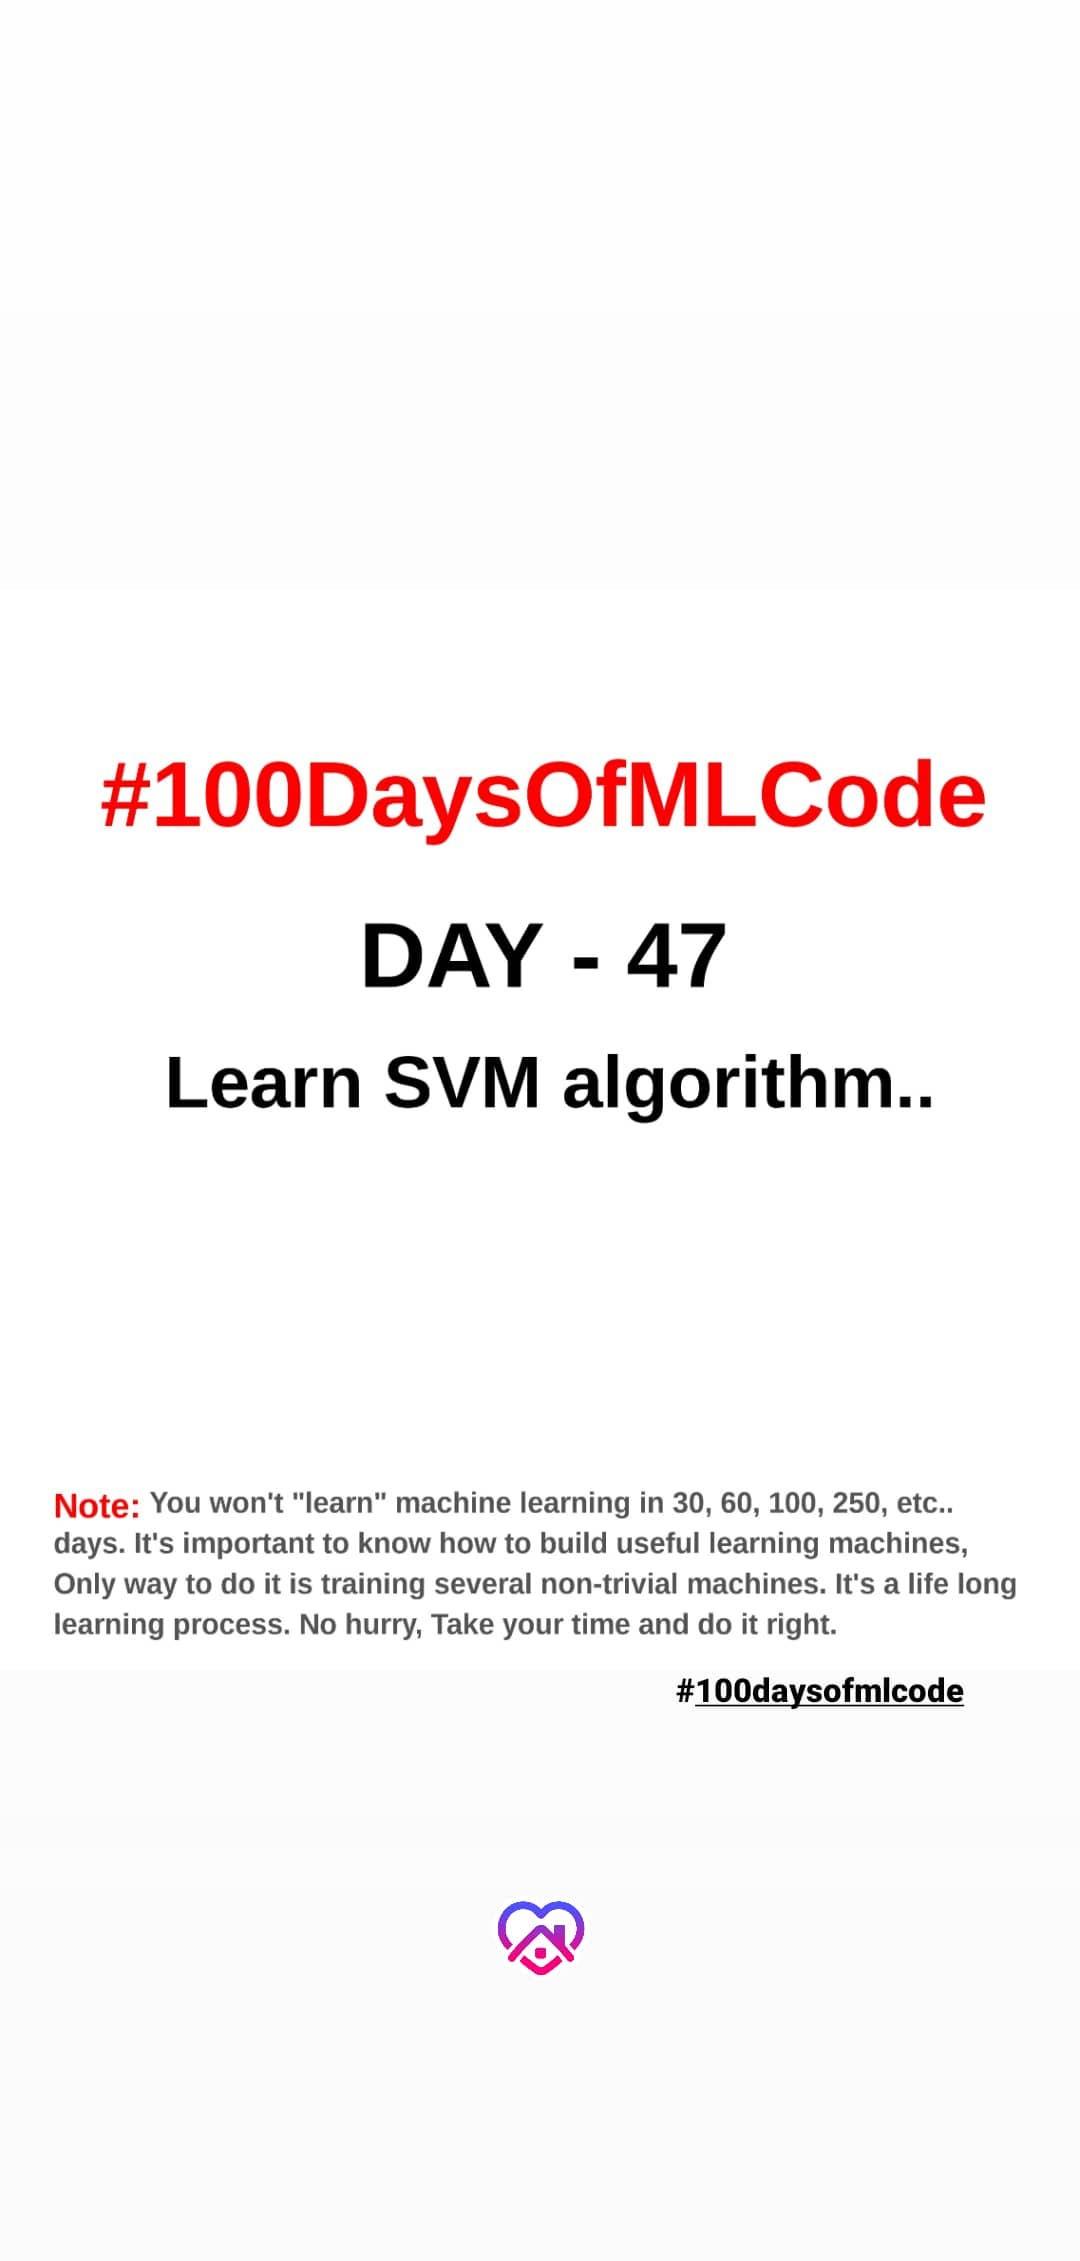 #100DaysOfMLCode
DAY - 47
Learn SVM algorithm..
Note: You won't "learn" machine learning in 30, 60, 100, 250, etc..
days. It's important to know how to build useful learning machines,
Only way to do it is training several non-trivial machines. It's a life long
learning process. No hurry, Take your time and do it right.
#100daysofmlcode